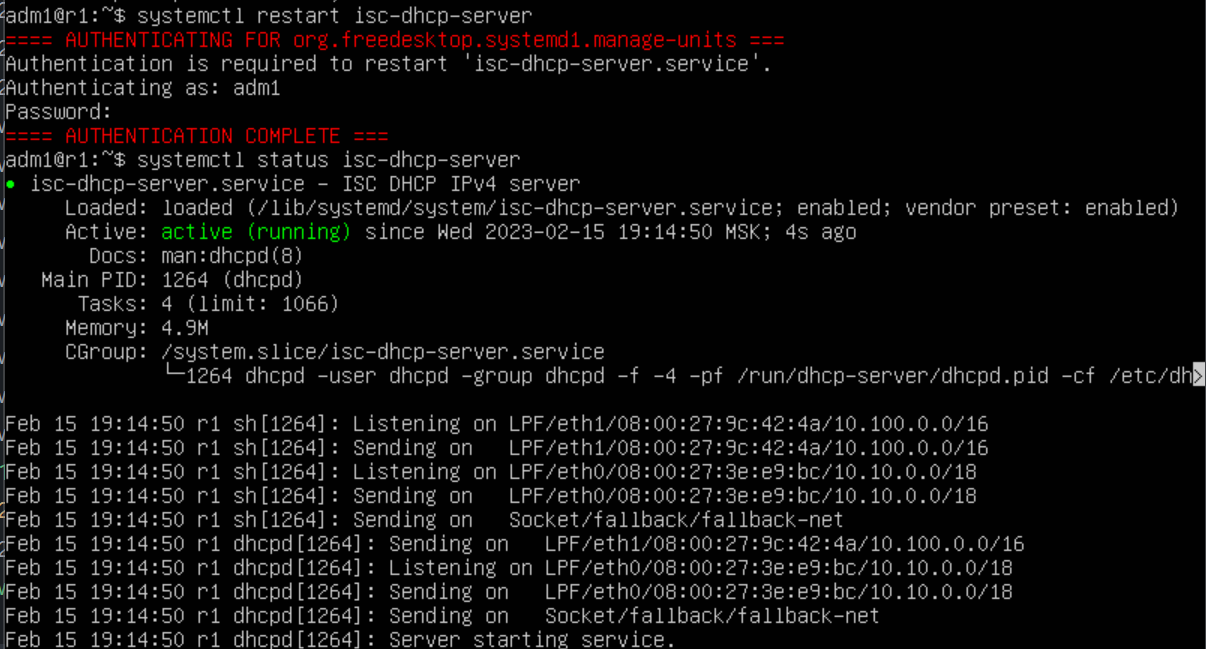 adm1@r1:~$ systemctl restart isc-dhcp-server
==== AUTHENTICATING FOR org.freedesktop.systemd1.manage-units ===
Authentication is required to restart 'isc-dhcp-server.service'.
Authenticating as: adm1
Password:
==== AUTHENTICATION COMPLETE ===
adm1@r1:~$ systemctl status isc-dhcp-server
● isc-dhcp-server.service - ISC DHCP IPv4 server
Loaded: loaded (/lib/systemd/system/isc-dhcp-server.service; enabled; vendor preset: enabled)
Active: active (running) since Wed 2023-02-15 19:14:50 MSK; 4s ago
Docs: man:dhcpd(8)
Main PID: 1264 (dhcpd)
Tasks: 4 (limit: 1066)
Memory: 4.9M
CGroup: /system.slice/isc-dhcp-server.service
└─1264 dhcpd -user dhcpd -group dhcpd -f -4 -pf /run/dhcp-server/dhcpd.pid -cf /etc/dh>
Feb 15 19:14:50 r1 sh[1264]: Listening on LPF/eth1/08:00:27:9c:42:4a/10.100.0.0/16
Feb 15 19:14:50 r1 sh[1264]: Sending on   LPF/eth1/08:00:27:9c:42:4a/10.100.0.0/16
Feb 15 19:14:50 r1 sh[1264]: Listening on LPF/eth0/08:00:27:3e:e9:bc/10.10.0.0/18
Feb 15 19:14:50 r1 sh[1264]: Sending on   LPF/eth0/08:00:27:3e:e9:bc/10.10.0.0/18
Feb 15 19:14:50 r1 sh[1264]: Sending on   Socket/fallback/fallback-net
Feb 15 19:14:50 r1 dhcpd[1264]: Sending on   LPF/eth1/08:00:27:9c:42:4a/10.100.0.0/16
Feb 15 19:14:50 r1 dhcpd[1264]: Listening on LPF/eth0/08:00:27:3e:e9:bc/10.10.0.0/18
Feb 15 19:14:50 r1 dhcpd[1264]: Sending on   LPF/eth0/08:00:27:3e:e9:bc/10.10.0.0/18
Feb 15 19:14:50 r1 dhcpd[1264]: Sending on   Socket/fallback/fallback-net
Feb 15 19:14:50 r1 dhcpd[1264]: Server starting service.